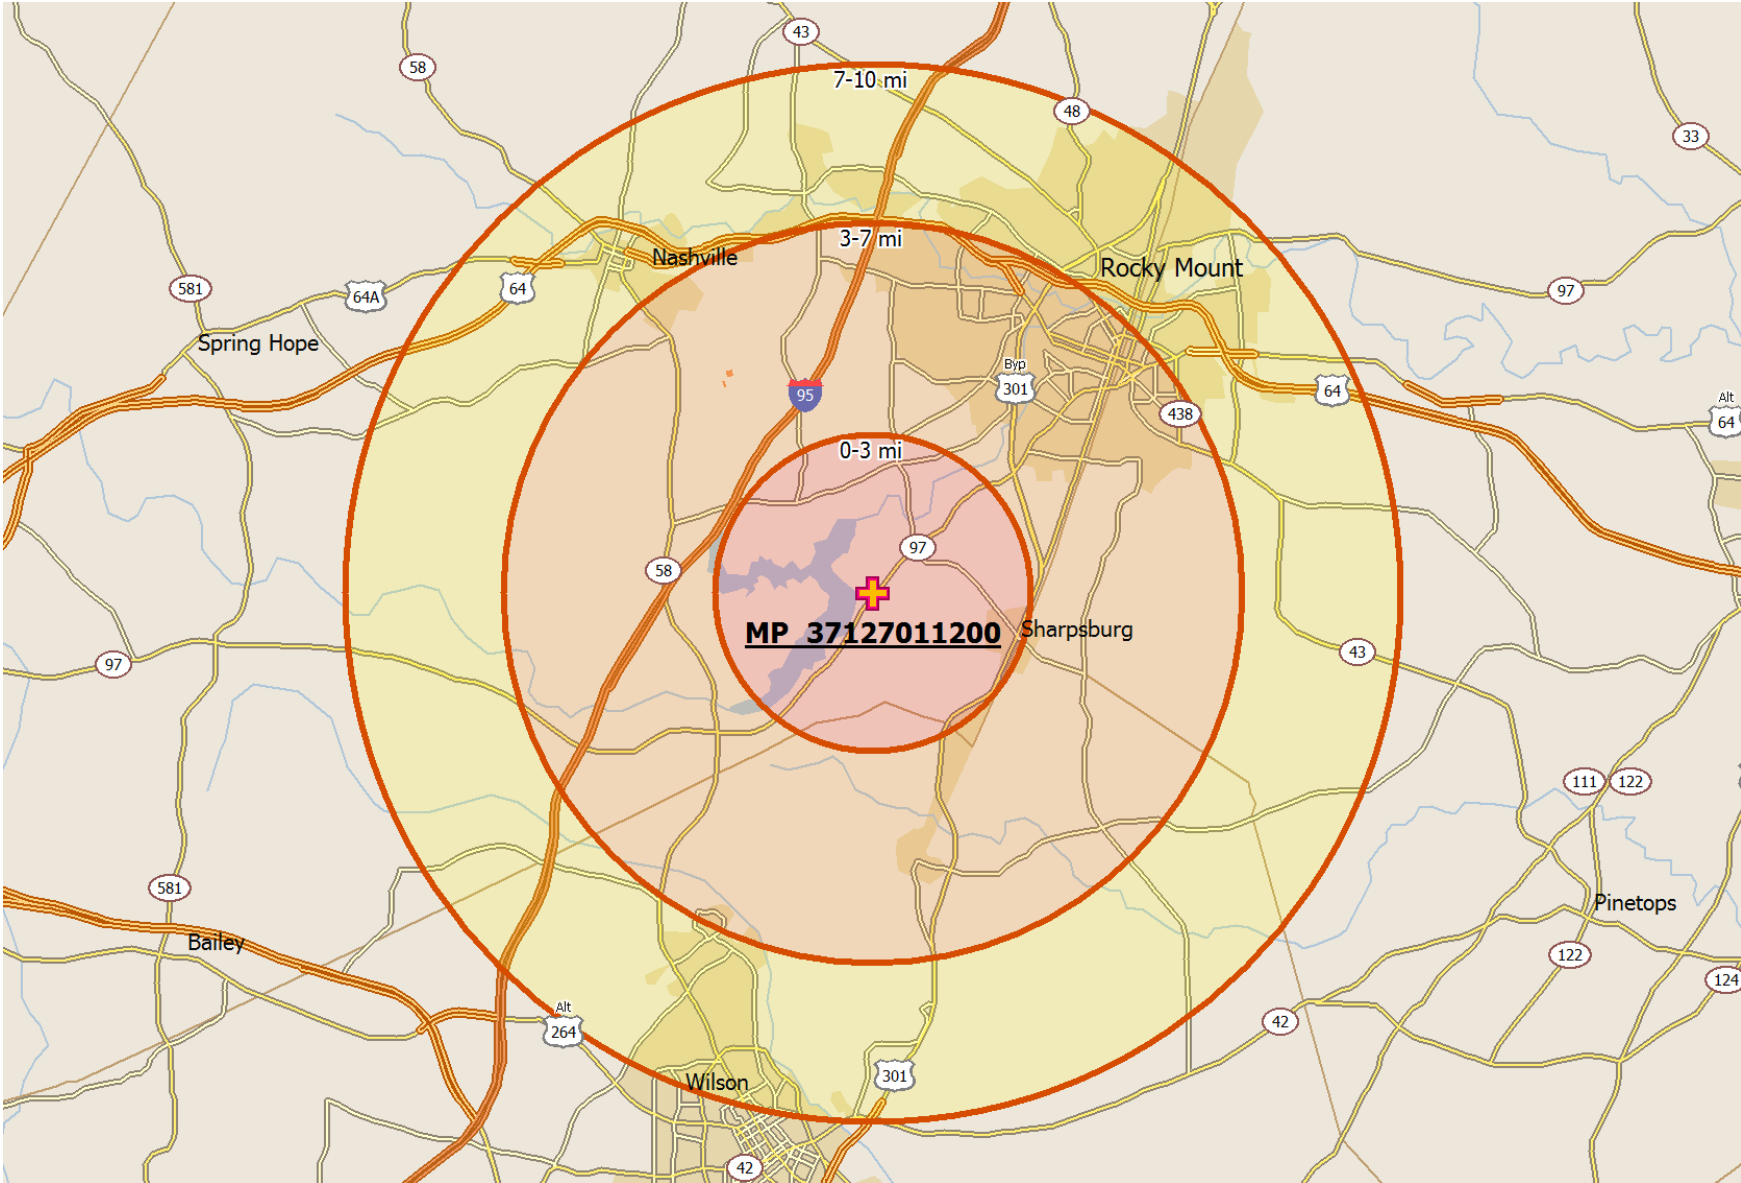 43
58
7-10 mi
48
33
3-7 mi
Nashville
Rocky Mount
581
64A
64
97
Spring Hope
Byp
301
95
64
Alt
64
438
0-3 mi
97
58
MP_37127011200
Sharpsburg
97
43
111
122
581
Pinetops
Bailey
122
124
Alt
264
42
301
Wilson
42